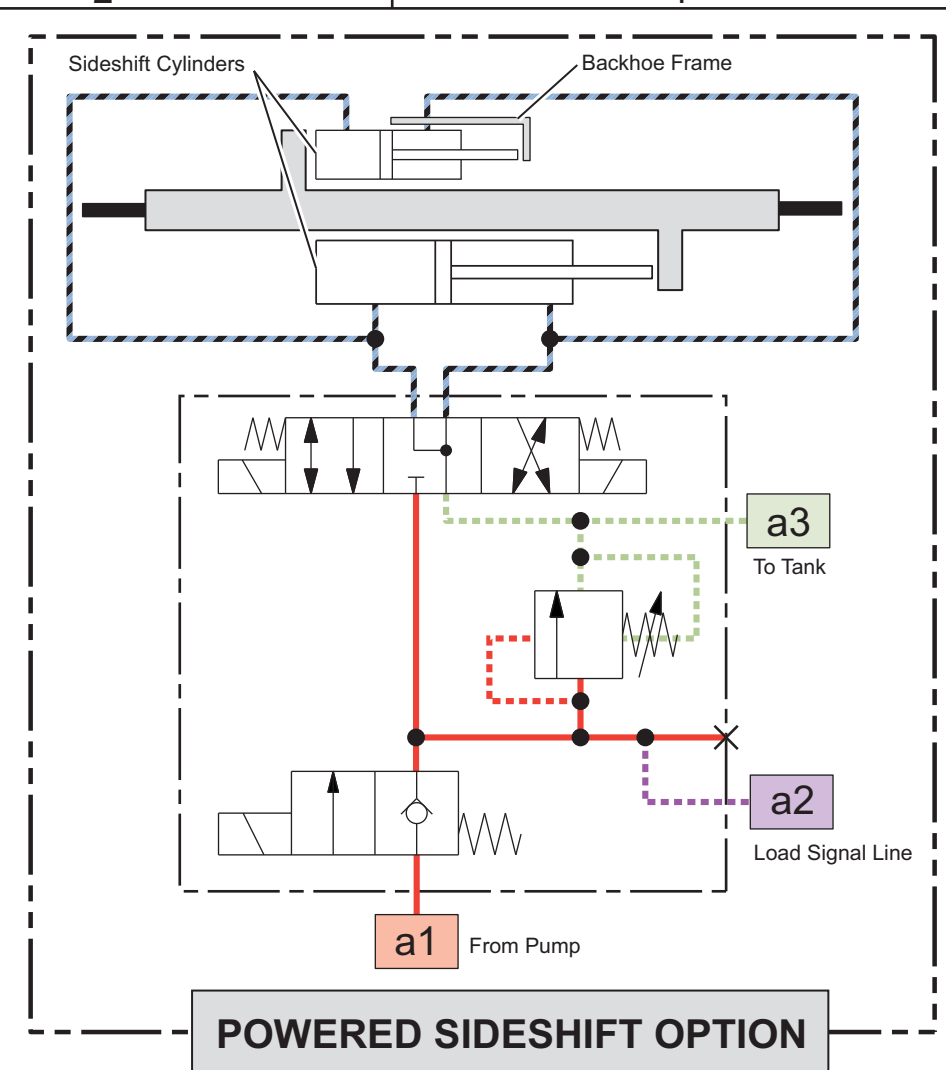 Sideshift Cylinders
Backhoe Frame
a3
To Tank
a2
Load Signal Line
a1
From Pump
POWERED SIDESHIFT OPTION